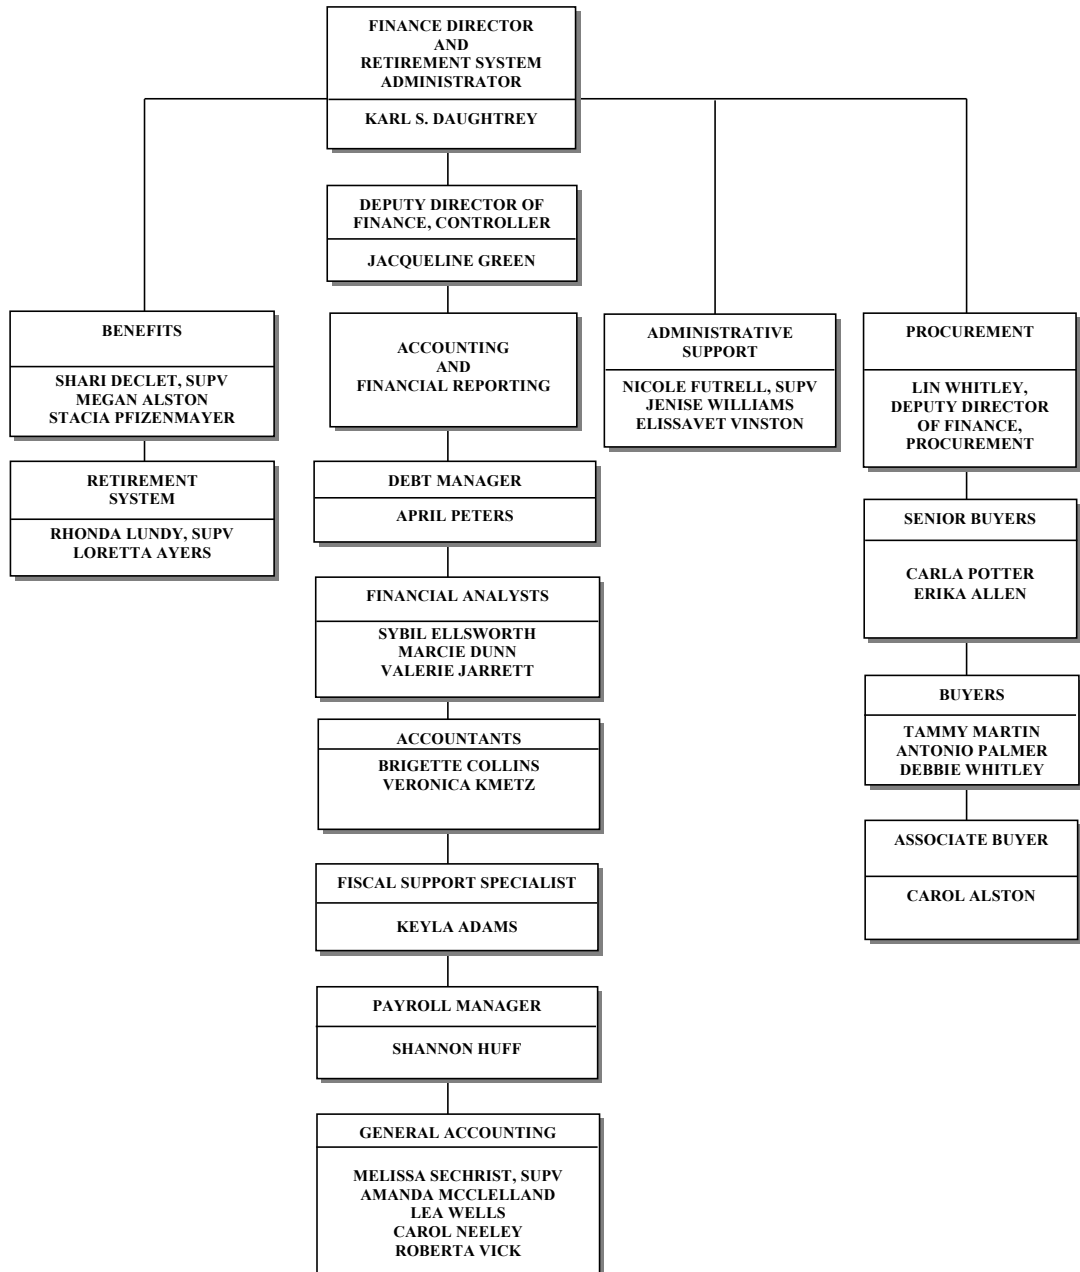 FINANCE DIRECTOR
AND
RETIREMENT SYSTEM
ADMINISTRATOR
KARL S. DAUGHTREY
DEPUTY DIRECTOR OF
FINANCE, CONTROLLER
JACQUELINE GREEN
BENEFITS
SHARI DECLET, SUPV
MEGAN ALSTON
STACIA PFIZENMAYER
RETIREMENT
SYSTEM
RHONDA LUNDY, SUPV
LORETTA AYERS
ACCOUNTING
AND
FINANCIAL REPORTING
DEBT MANAGER
APRIL PETERS
FINANCIAL ANALYSTS
SYBIL ELLSWORTH
MARCIE DUNN
VALERIE JARRETT
ACCOUNTANTS
BRIGETTE COLLINS
VERONICA KMETZ
FISCAL SUPPORT SPECIALIST
KEYLA ADAMS
PAYROLL MANAGER
SHANNON HUFF
GENERAL ACCOUNTING
MELISSA SECHRIST, SUPV
AMANDA MCCLELLAND
LEA WELLS
CAROL NEELEY
ROBERTA VICK
ADMINISTRATIVE
SUPPORT
NICOLE FUTRELL, SUPV
JENISE WILLIAMS
ELISSAVET VINSTON
PROCUREMENT
LIN WHITLEY,
DEPUTY DIRECTOR
OF FINANCE,
PROCUREMENT
SENIOR BUYERS
CARLA POTTER
ERIKA ALLEN
BUYERS
TAMMY MARTIN
ANTONIO PALMER
DEBBIE WHITLEY
ASSOCIATE BUYER
CAROL ALSTON